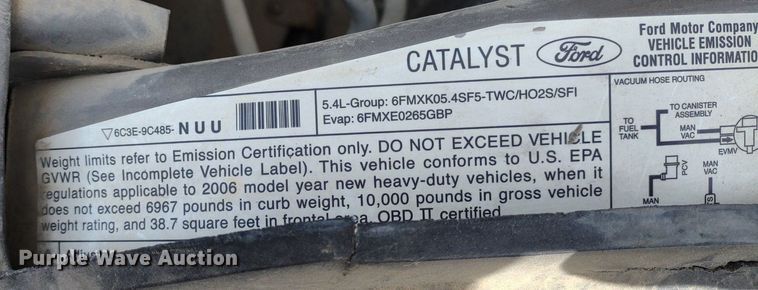 CATALYST Ford
Ford Motor Company
VEHICLE EMISSION
CONTROL INFORMATION
6C3E-9C485- NUU
5.4L-Group: 6FMXK05.4SF5-TWC/HO2S/SFI
Evap: 6FMXE0265GBP
Weight limits refer to Emission Certification only. DO NOT EXCEED VEHICLE
GVWR (See Incomplete Vehicle Label). This vehicle conforms to U.S. EPA
regulations applicable to 2006 model year new heavy-duty vehicles, when it
does not exceed 6967 pounds in curb weight, 10,000 pounds in gross vehicle
weight rating, and 38.7 square feet in frontal area. OBD II certified
VACUUM HOSE ROUTING
TO FUEL TANK
TO CANISTER
ASSEMBLY
MAN
VAC
EVMV
PCV
MAN
VAC
Purple Wave Auction
Purple Wave Auction